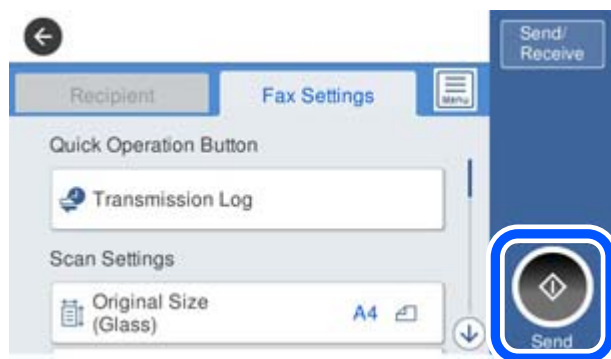 Send/
Receive
Recipient
Fax Settings
Menu
Quick Operation Button
Transmission Log
Scan Settings
Original Size
(Glass)
A4
Send